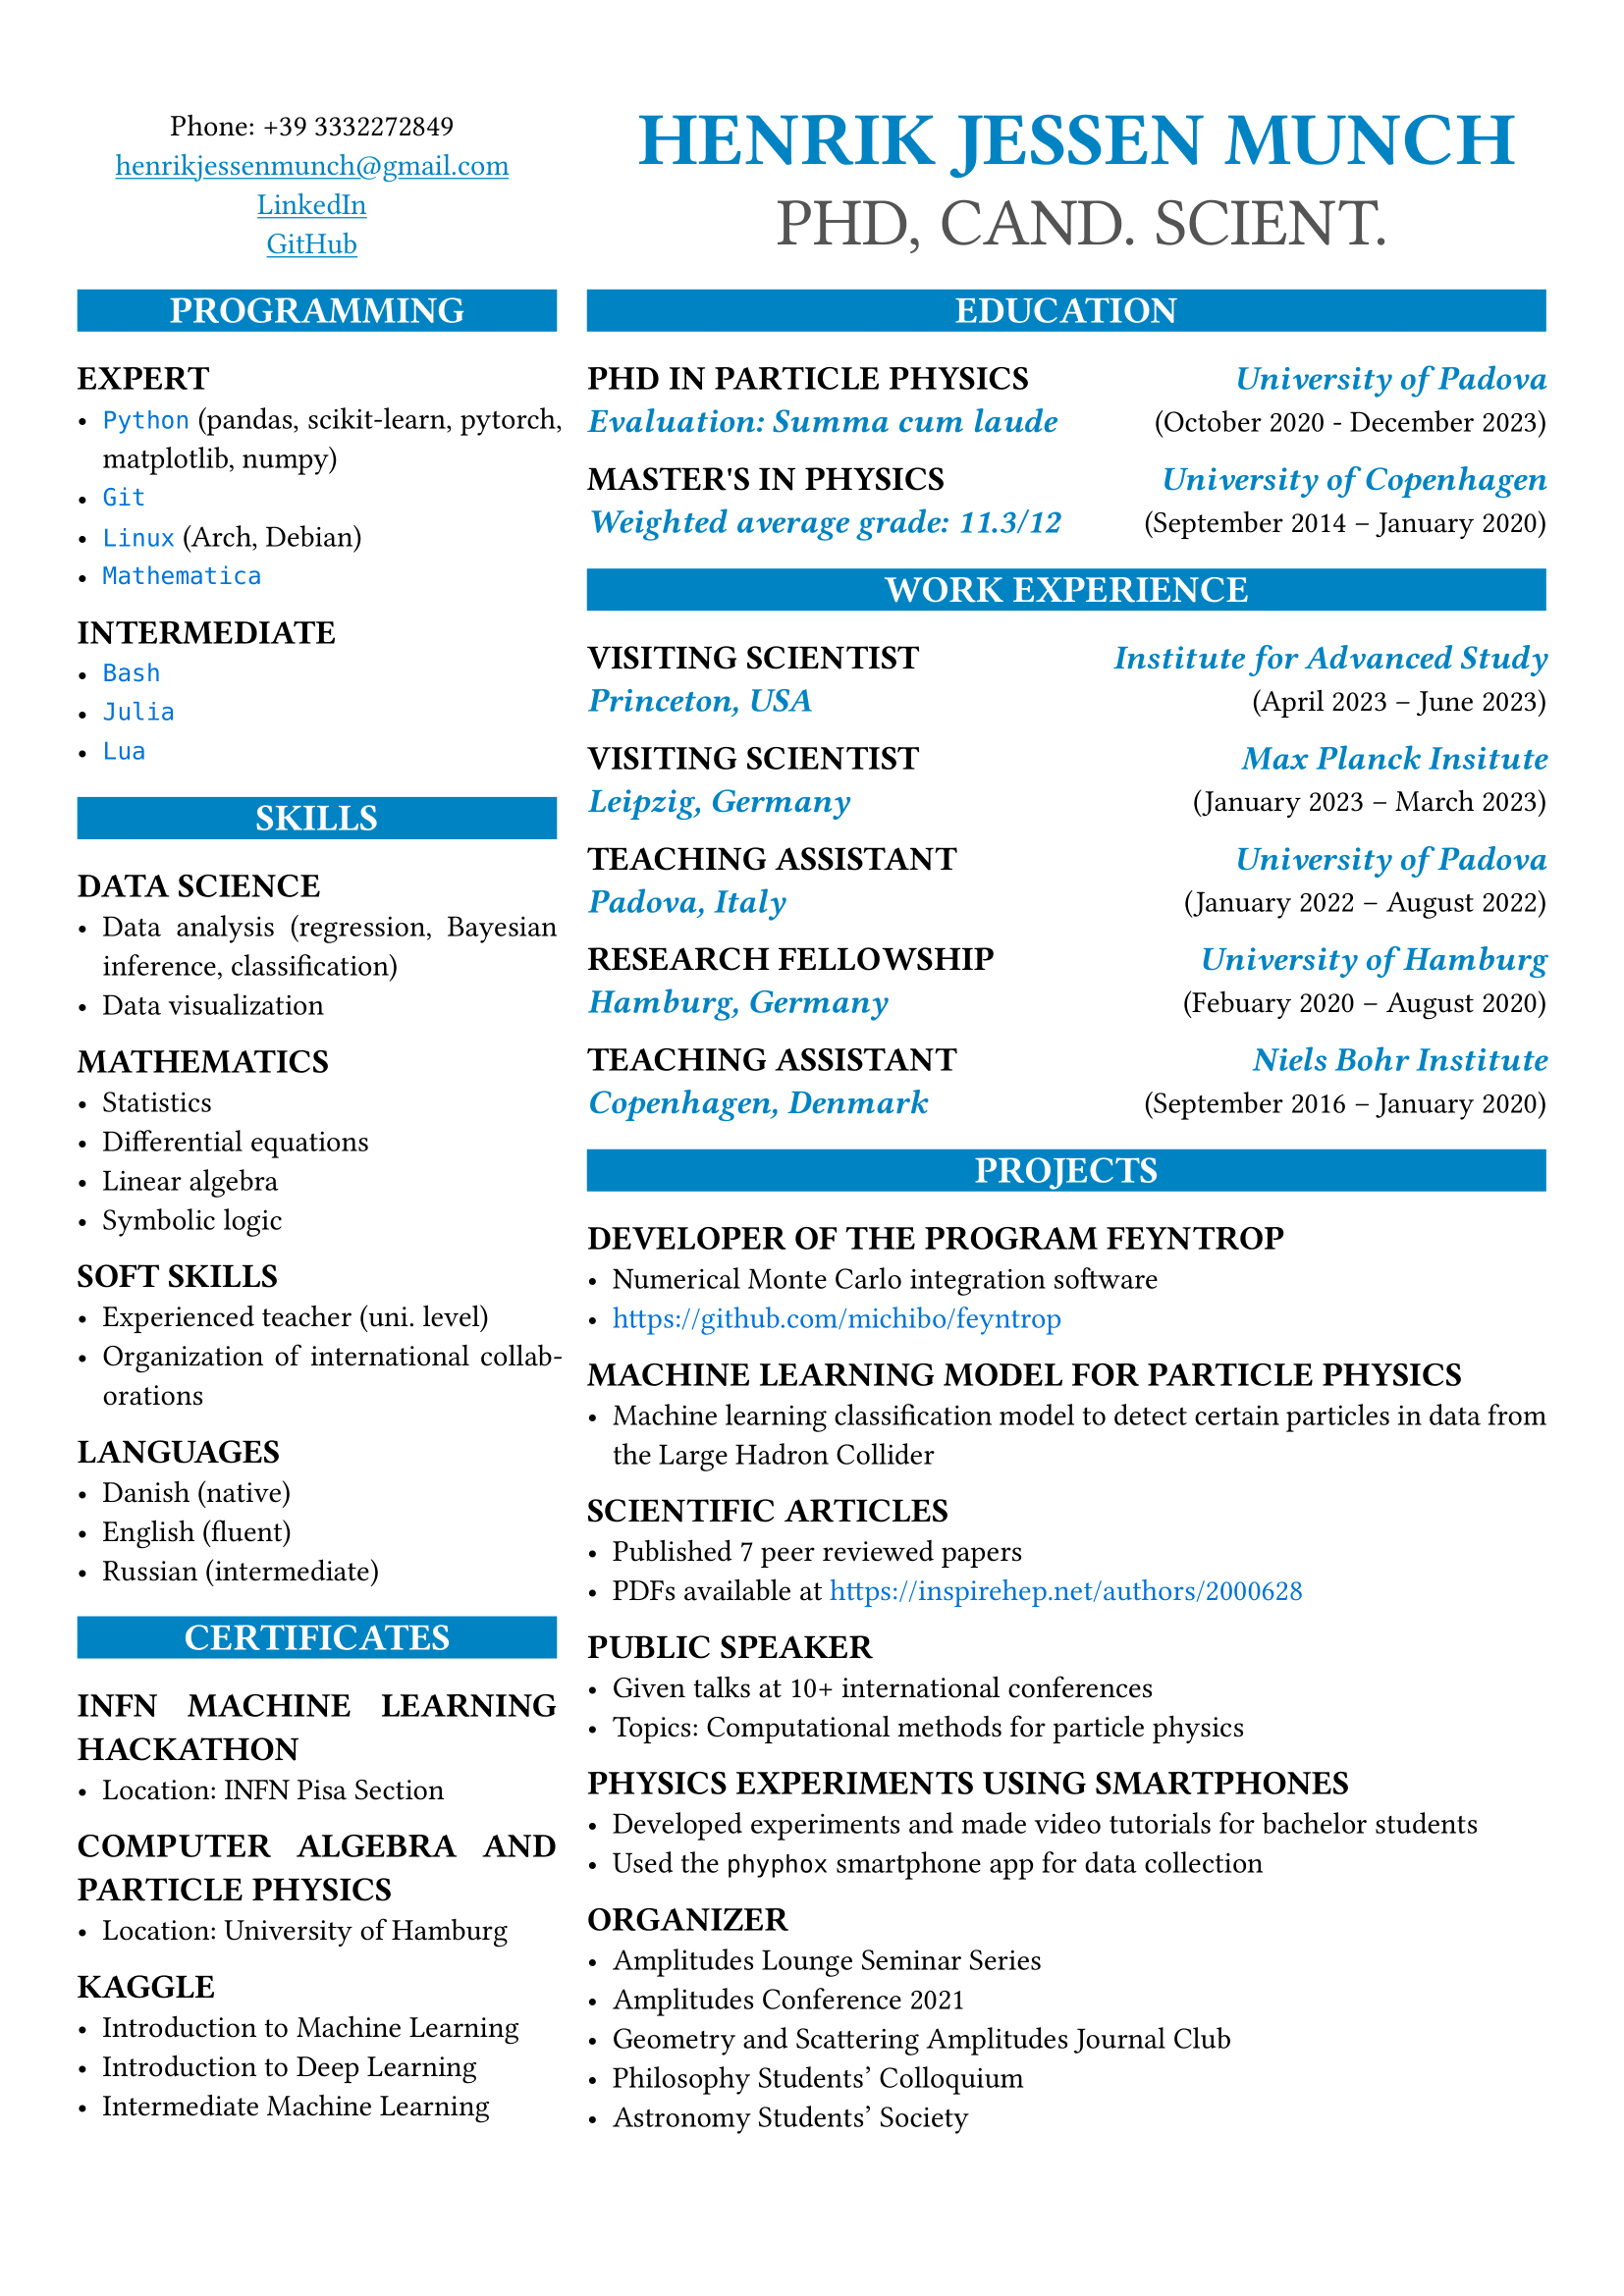 Phone: +39 3332272849
henrikjessenmunch@gmail.com
LinkedIn
GitHub
HENRIK JESSEN MUNCH
PHD, CAND. SCIENT.
PROGRAMMING
EXPERT
• Python (pandas, scikit-learn, pytorch,
matplotlib, numpy)
• Git
• Linux (Arch, Debian)
• Mathematica
INTERMEDIATE
• Bash
• Julia
• Lua
SKILLS
DATA SCIENCE
• Data analysis (regression, Bayesian
inference, classification)
• Data visualization
MATHEMATICS
• Statistics
• Differential equations
• Linear algebra
• Symbolic logic
SOFT SKILLS
• Experienced teacher (uni. level)
• Organization of international collab-
orations
LANGUAGES
• Danish (native)
• English (fluent)
• Russian (intermediate)
CERTIFICATES
INFN MACHINE LEARNING
HACKATHON
• Location: INFN Pisa Section
COMPUTER ALGEBRA AND
PARTICLE PHYSICS
• Location: University of Hamburg
KAGGLE
• Introduction to Machine Learning
• Introduction to Deep Learning
• Intermediate Machine Learning
EDUCATION
PHD IN PARTICLE PHYSICS University of Padova
Evaluation: Summa cum laude (October 2020 - December 2023)
MASTER'S IN PHYSICS University of Copenhagen
Weighted average grade: 11.3/12 (September 2014 – January 2020)
WORK EXPERIENCE
VISITING SCIENTIST Institute for Advanced Study
Princeton, USA (April 2023 – June 2023)
VISITING SCIENTIST Max Planck Insitute
Leipzig, Germany (January 2023 – March 2023)
TEACHING ASSISTANT University of Padova
Padova, Italy (January 2022 – August 2022)
RESEARCH FELLOWSHIP University of Hamburg
Hamburg, Germany (Febuary 2020 – August 2020)
TEACHING ASSISTANT Niels Bohr Institute
Copenhagen, Denmark (September 2016 – January 2020)
PROJECTS
DEVELOPER OF THE PROGRAM FEYNTROP
• Numerical Monte Carlo integration software
• https://github.com/michibo/feyntrop
MACHINE LEARNING MODEL FOR PARTICLE PHYSICS
• Machine learning classification model to detect certain particles in data from
the Large Hadron Collider
SCIENTIFIC ARTICLES
• Published 7 peer reviewed papers
• PDFs available at https://inspirehep.net/authors/2000628
PUBLIC SPEAKER
• Given talks at 10+ international conferences
• Topics: Computational methods for particle physics
PHYSICS EXPERIMENTS USING SMARTPHONES
• Developed experiments and made video tutorials for bachelor students
• Used the phyphox smartphone app for data collection
ORGANIZER
• Amplitudes Lounge Seminar Series
• Amplitudes Conference 2021
• Geometry and Scattering Amplitudes Journal Club
• Philosophy Students’ Colloquium
• Astronomy Students’ Society